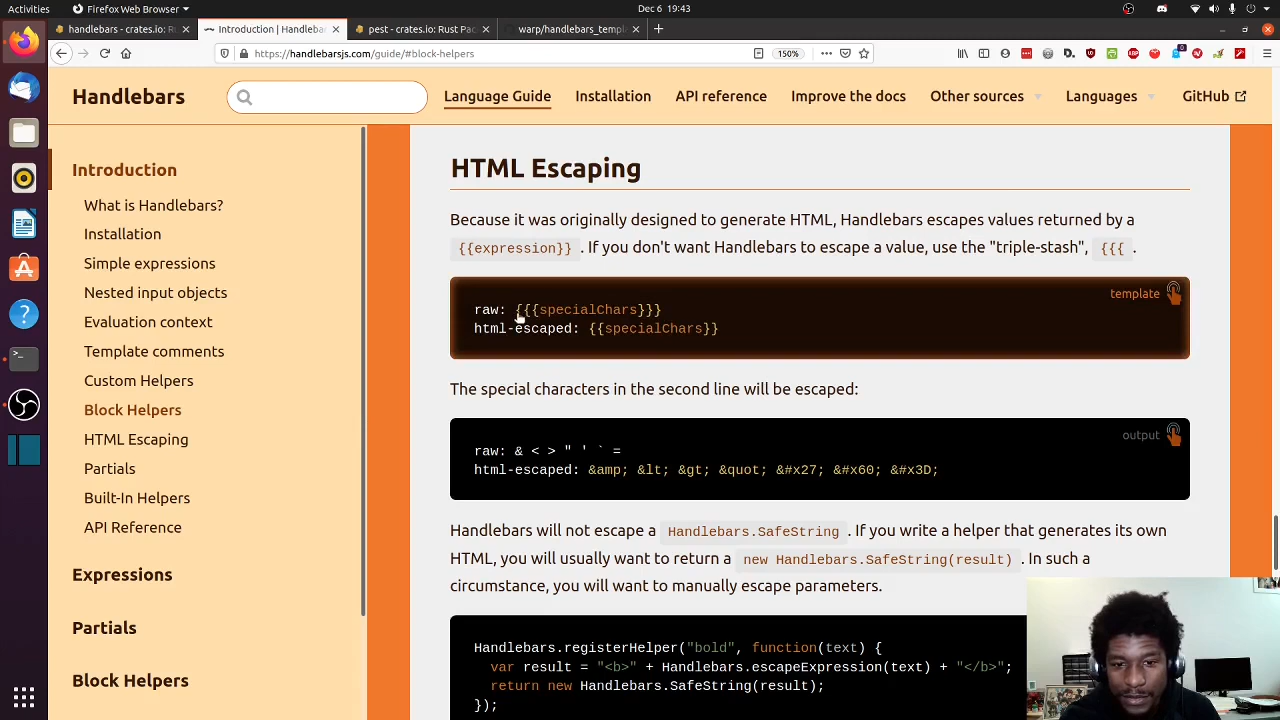 Activities
Firefox Web Browser
Dec 6 19:43
handlebars - crates.io: Ru
Introduction | Handlebar
pest - crates.io: Rust Pac
warp/handlebars_templ
https://handlebarsjs.com/guide/#block-helpers
150%
Handlebars
Language Guide
Installation
API reference
Improve the docs
Other sources
Languages
GitHub
Introduction
What is Handlebars?
Installation
Simple expressions
Nested input objects
Evaluation context
Template comments
Custom Helpers
Block Helpers
HTML Escaping
Partials
Built-In Helpers
API Reference
Expressions
Partials
Block Helpers
HTML Escaping
Because it was originally designed to generate HTML, Handlebars escapes values returned by a
{{expression}} . If you don't want Handlebars to escape a value, use the "triple-stash", {{{ .
template
raw: {{{specialChars}}}
html-escaped: {{specialChars}}
The special characters in the second line will be escaped:
output
raw: & < > " ' ` =
html-escaped: &amp; &lt; &gt; &quot; &#x27; &#x60; &#x3D;
Handlebars will not escape a Handlebars.SafeString . If you write a helper that generates its own
HTML, you will usually want to return a new Handlebars.SafeString(result) . In such a
circumstance, you will want to manually escape parameters.
Handlebars.registerHelper("bold", function(text) {
var result = "<b>" + Handlebars.escapeExpression(text) + "</b>";
return new Handlebars.SafeString(result);
});